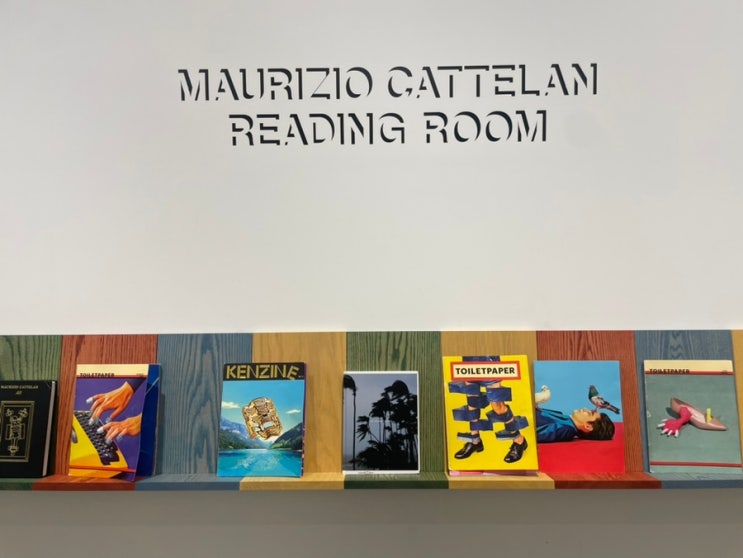 MAURIZIO CATTELAN
READING ROOM
MAURIZIO CATTELAN
TOILETPAPER
KENZINE
TOILETPAPER
TOILETPAPER